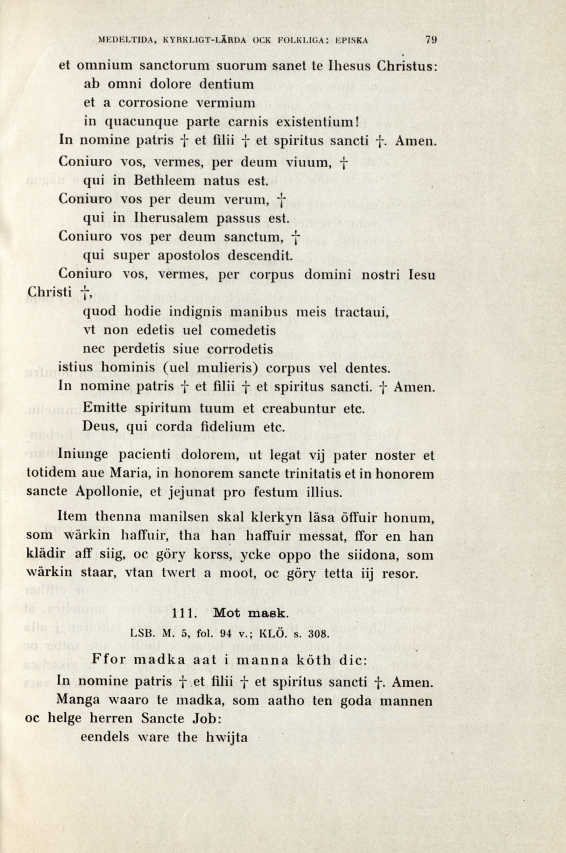 MEDELTIDA, KYRKLIGT-LÄRDA OCK FOLKLIGA: EPISKA 79
et omnium sanctorum suorum sanet te Ihesus Christus:
ab omni dolore dentium
et a corrosione vermium
in quacunque parte carnis existentium!
In nomine patris † et filii † et spiritus sancti †. Amen.
Coniuro vos, vermes, per deum viuum, †
qui in Bethleem natus est.
Coniuro vos per deum verum, †
qui in Iherusalem passus est.
Coniuro vos per deum sanctum, †
qui super apostolos descendit.
Coniuro vos, vermes, per corpus domini nostri Iesu
Christi †,
quod hodie indignis manibus meis tractaui,
vt non edetis uel comedetis
nec perdetis siue corrodetis
istius hominis (uel mulieris) corpus vel dentes.
In nomine patris † et filii † et spiritus sancti. † Amen.
Emitte spiritum tuum et creabuntur etc.
Deus, qui corda fidelium etc.
Iniunge pacienti dolorem, ut legat vij pater noster et
totidem aue Maria, in honorem sancte trinitatis et in honorem
sancte Apollonie, et jejunat pro festum illius.
Item thenna manilsen skal klerkyn läsa öffuir honum,
som wärkin haffuir, tha han haffuir messat, ffor en han
klädir aff siig, oc göry korss, ycke oppo the siidona, som
wärkin staar, vtan twert a moot, oc göry tetta iij resor.
111. Mot mask.
LSB. M. 5, fol. 94 v.; KLÖ. s. 308.
Ffor madka aat i manna köth dic:
In nomine patris † et filii † et spiritus sancti †. Amen.
Manga waaro te madka, som aatho ten goda mannen
oc helge herren Sancte Job:
eendels ware the hwijta